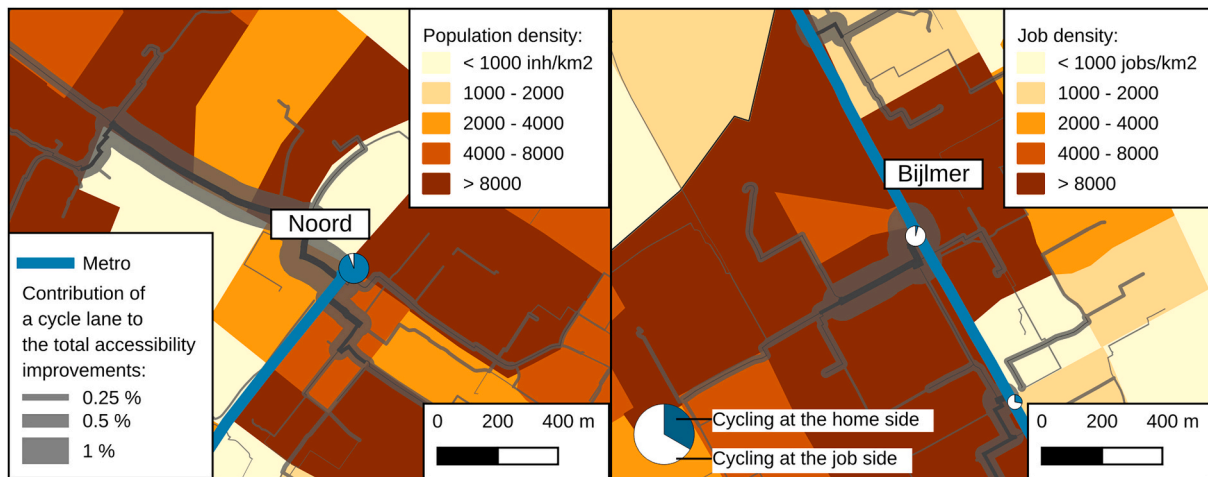 Population density:
< 1000 inh/km2
1000 - 2000
2000 - 4000
4000 - 8000
> 8000
Noord
Metro
Contribution of
a cycle lane to
the total accessibility
improvements:
0.25 %
0.5 %
1 %
0 200 400 m
Job density:
< 1000 jobs/km2
1000 - 2000
2000 - 4000
4000 - 8000
> 8000
Bijlmer
Cycling at the home side
Cycling at the job side
0 200 400 m